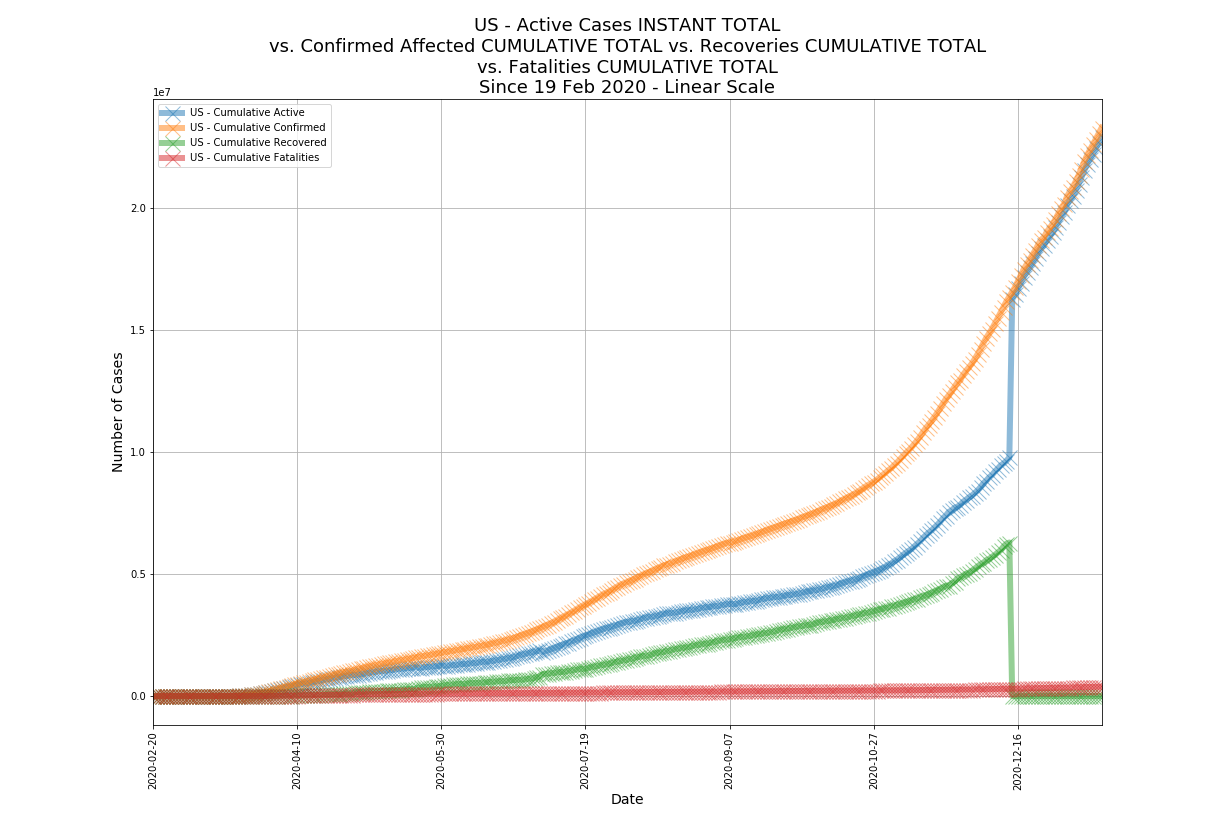 US - Active Cases INSTANT TOTAL
vs. Confirmed Affected CUMULATIVE TOTAL vs. Recoveries CUMULATIVE TOTAL
vs. Fatalities CUMULATIVE TOTAL
Since 19 Feb 2020 - Linear Scale
1e7
US - Cumulative Active
US - Cumulative Confirmed
US - Cumulative Recovered
US - Cumulative Fatalities
Number of Cases
2.0
1.5
1.0
0.5
0.0
2020-02-20
2020-04-10
2020-05-30
2020-07-19
2020-09-07
2020-10-27
2020-12-16
Date